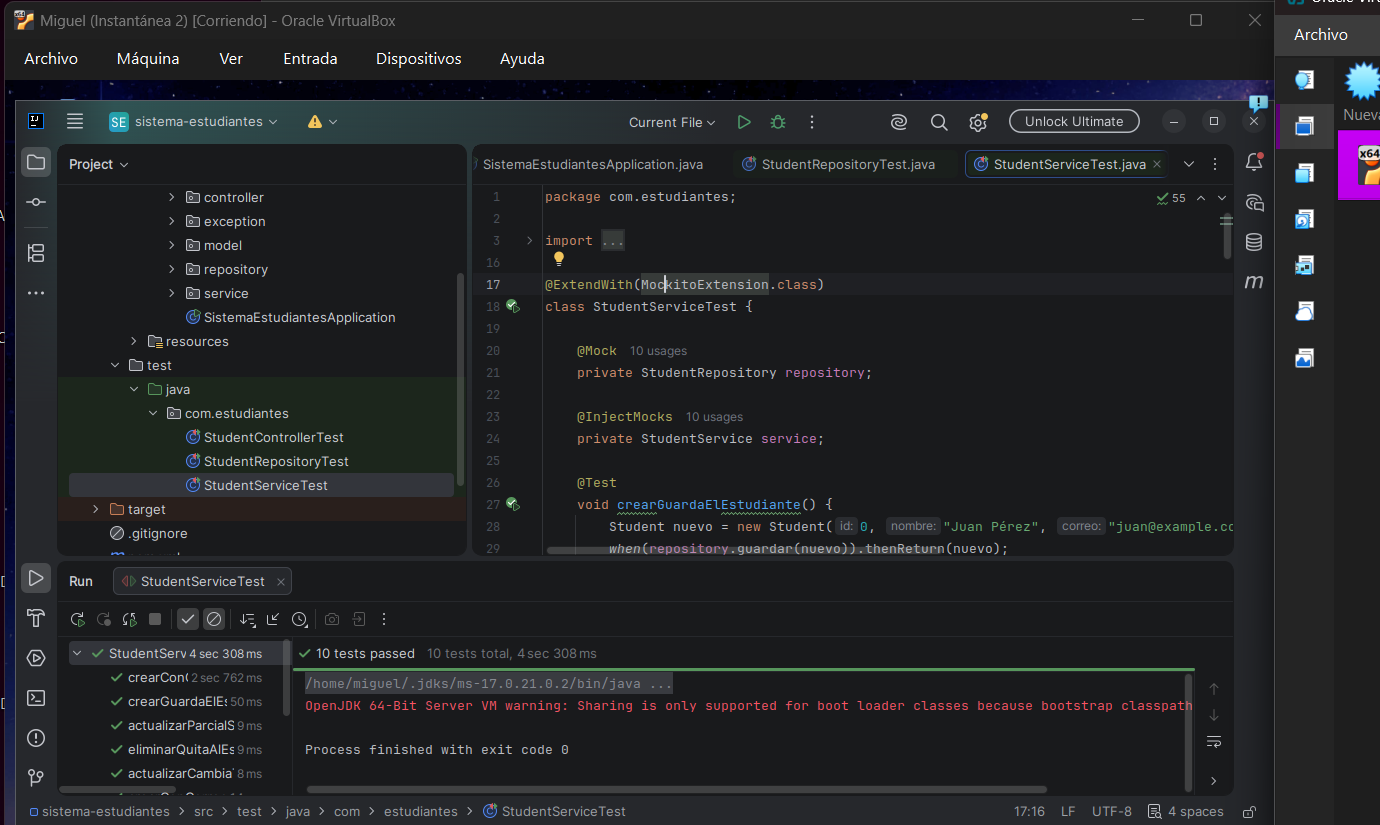 Miguel (Instantánea 2) [Corriendo] - Oracle VirtualBox
Archivo Máquina Ver Entrada Dispositivos Ayuda
Archivo
SE sistema-estudiantes
Current File
Unlock Ultimate
Project
controller
exception
model
repository
service
SistemaEstudiantesApplication
resources
test
java
com.estudiantes
StudentControllerTest
StudentRepositoryTest
StudentServiceTest
target
.gitignore
SistemaEstudiantesApplication.java StudentRepositoryTest.java StudentServiceTest.java
1 package com.estudiantes;
55
2
3 import ...
16
17 @ExtendWith(MockitoExtension.class)
18 class StudentServiceTest {
19
20 @Mock 10 usages
21 private StudentRepository repository;
22
23 @InjectMocks 10 usages
24 private StudentService service;
25
26 @Test
27 void crearGuardaElEstudiante() {
28 Student nuevo = new Student( id: 0, nombre: "Juan Pérez", correo: "juan@example.co
29 when(repository.guardar(nuevo)).thenReturn(nuevo);
m
x64
Run StudentServiceTest
StudentServ 4 sec 308 ms
crearCon 2 sec 762 ms
crearGuardaElEs 50 ms
actualizarParcialS 9 ms
eliminarQuitaAlEs 9 ms
actualizarCambia 8 ms
10 tests passed 10 tests total, 4 sec 308 ms
/home/miguel/.jdks/ms-17.0.21.0.2/bin/java ...
OpenJDK 64-Bit Server VM warning: Sharing is only supported for boot loader classes because bootstrap classpath
Process finished with exit code 0
sistema-estudiantes > src > test > java > com > estudiantes > StudentServiceTest
17:16 LF UTF-8 4 spaces